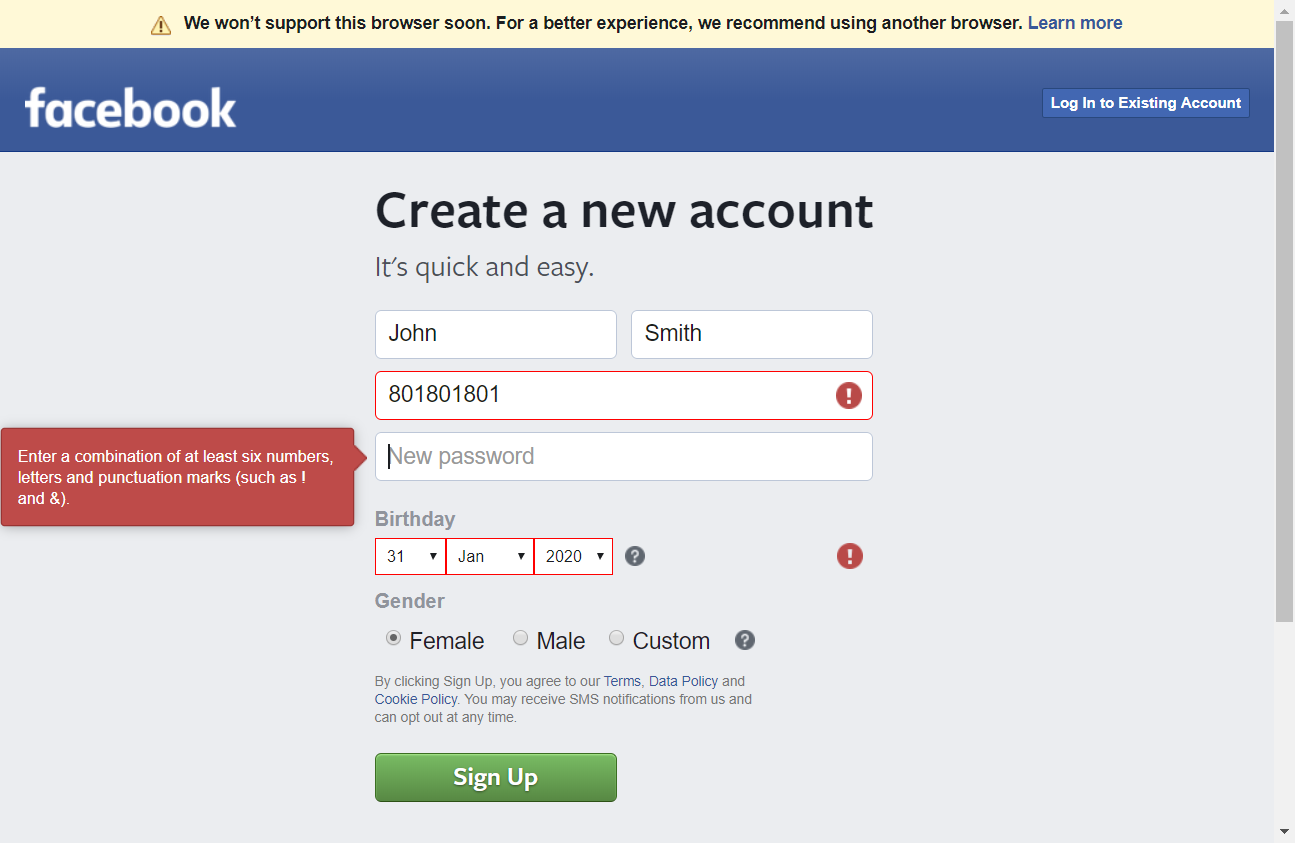 We won’t support this browser soon. For a better experience, we recommend using another browser. Learn more
facebook
Log In to Existing Account
Create a new account
It's quick and easy.
John Smith
801801801
New password
Enter a combination of at least six numbers,
letters and punctuation marks (such as !
and &).
Birthday
31 Jan 2020
Gender
Female Male Custom
By clicking Sign Up, you agree to our Terms, Data Policy and
Cookie Policy. You may receive SMS notifications from us and
can opt out at any time.
Sign Up